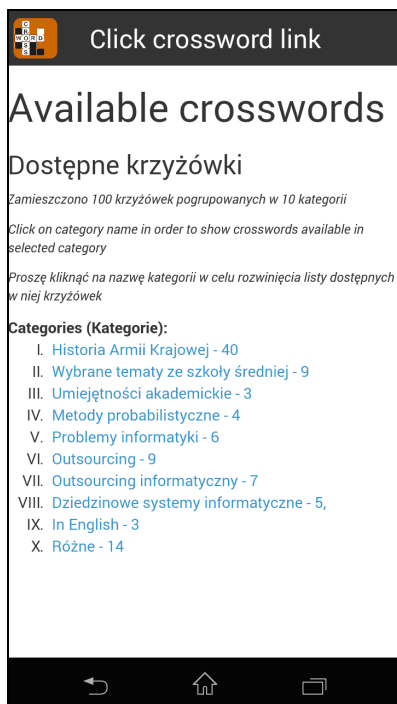 CROSS
WORD
Click crossword link
Available crosswords
Dostępne krzyżówki
Zamieszczono 100 krzyżówek pogrupowanych w 10 kategorii
Click on category name in order to show crosswords available in
selected category
Proszę kliknąć na nazwę kategorii w celu rozwinięcia listy dostępnych
w niej krzyżówek
Categories (Kategorie):
I. Historia Armii Krajowej - 40
II. Wybrane tematy ze szkoły średniej - 9
III. Umiejętności akademickie - 3
IV. Metody probabilistyczne - 4
V. Problemy informatyki - 6
VI. Outsourcing - 9
VII. Outsourcing informatyczny - 7
VIII. Dziedzinowe systemy informatyczne - 5,
IX. In English - 3
X. Różne - 14